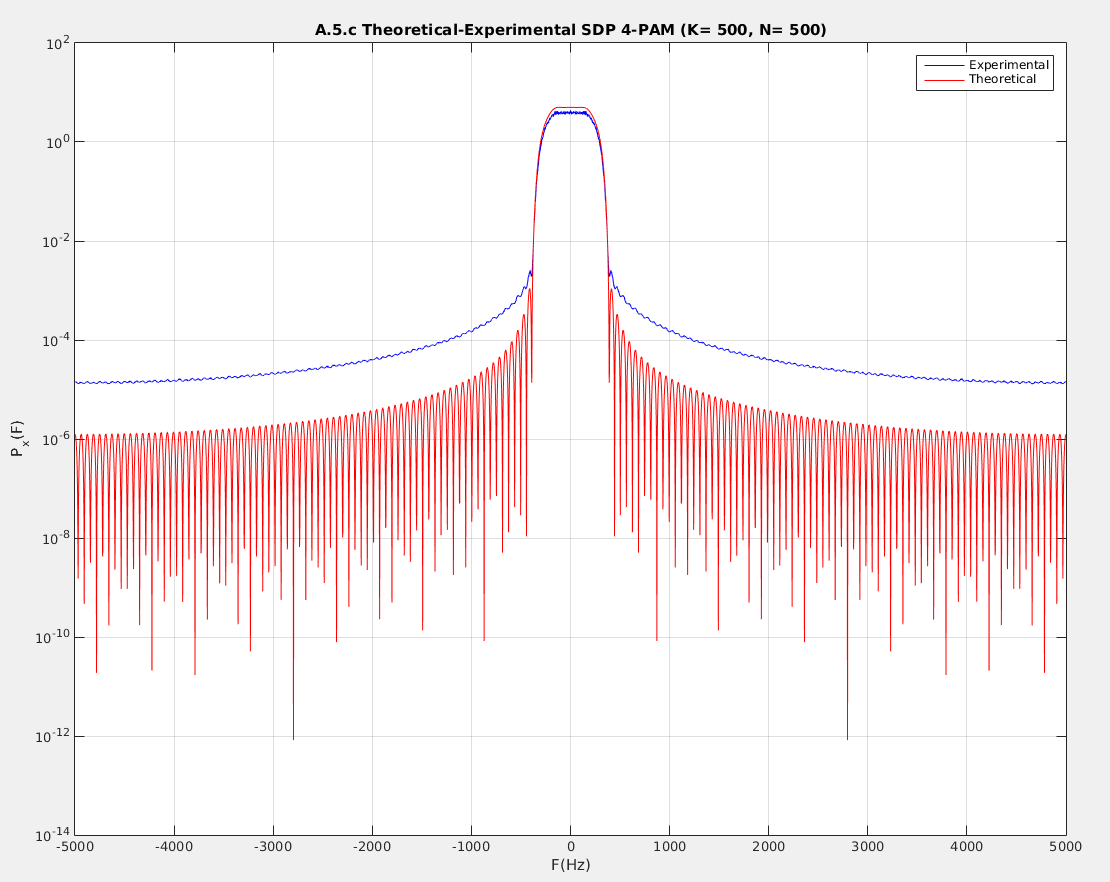 A.5.c Theoretical-Experimental SDP 4-PAM (K= 500, N= 500)
Experimental
Theoretical
10^2
10^0
10^-2
10^-4
10^-6
10^-8
10^-10
10^-12
10^-14
P_x(F)
-5000 -4000 -3000 -2000 -1000 0 1000 2000 3000 4000 5000
F(Hz)